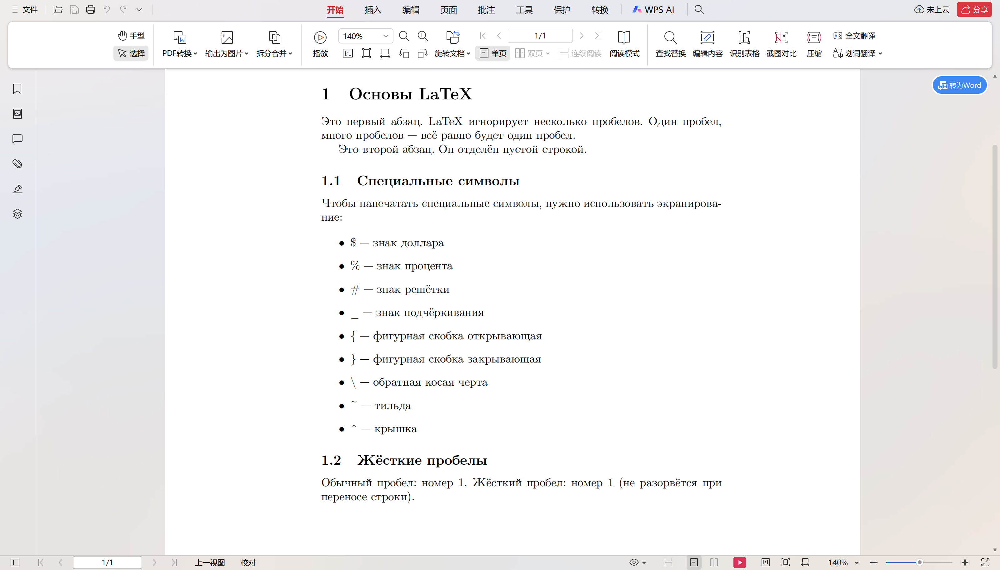 文件
开始 插入 编辑 页面 批注 工具 保护 转换 WPS AI
未上云 分享
手型
选择
PDF转换 输出为图片 拆分合并
播放
140%
1:1
旋转文档
1/1
单页 双页 连续阅读 阅读模式
查找替换 编辑内容 识别表格 截图对比 压缩
全文翻译
划词翻译
转为Word
1 Основы LaTeX
Это первый абзац. LaTeX игнорирует несколько пробелов. Один пробел,
много пробелов — всё равно будет один пробел.
Это второй абзац. Он отделён пустой строкой.
1.1 Специальные символы
Чтобы напечатать специальные символы, нужно использовать экранирова-
ние:
• $ — знак доллара
• % — знак процента
• # — знак решётки
• _ — знак подчёркивания
• { — фигурная скобка открывающая
• } — фигурная скобка закрывающая
• \ — обратная косая черта
• ~ — тильда
• ^ — крышка
1.2 Жёсткие пробелы
Обычный пробел: номер 1. Жёсткий пробел: номер 1 (не разорвётся при
переносе строки).
1/1 上一视图 校对 140%